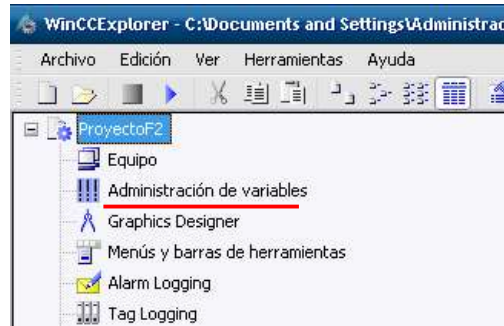 WinCCExplorer - C:\Documents and Settings\Administrac
Archivo Edición Ver Herramientas Ayuda
ProyectoF2
Equipo
Administración de variables
Graphics Designer
Menús y barras de herramientas
Alarm Logging
Tag Logging